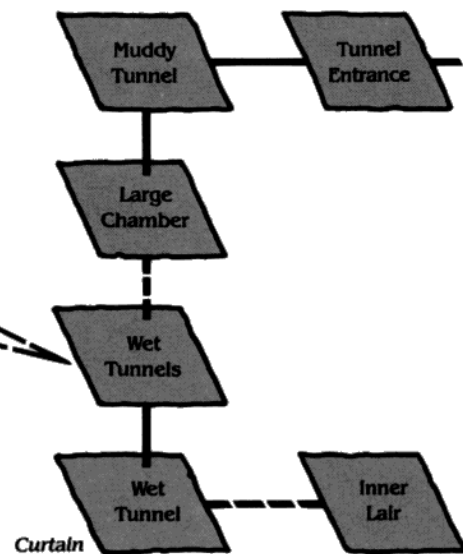 Muddy
Tunnel
Tunnel
Entrance
Large
Chamber
Wet
Tunnels
Wet
Tunnel
Inner
Lair
Curtain